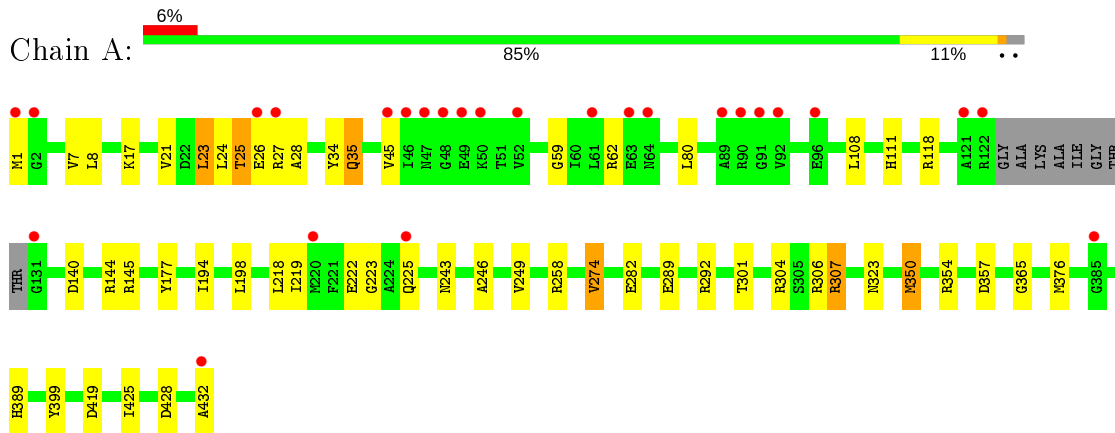 6%
Chain A:
85% 11% • •
M1 G2 V7 L8 K17 V21 D22 L23 L24 T25 E26 R27 A28 Y34 Q35 V45 I46 N47 G48 E49 K50 T51 V52 G59 I60 L61 R62 E63 N64 L80 A89 R90 G91 V92 E96 L108 H111 R118 A121 R122 GLY ALA LYS ALA ILE GLY THR
THR G131 D140 R144 R145 Y177 I194 L198 L218 I219 M220 F221 E222 G223 A224 Q225 N243 A246 V249 R258 V274 E282 E289 R292 T301 R304 S305 R306 R307 N323 M350 R354 D357 G365 M376 G385
H389 Y399 D419 I425 D428 A432